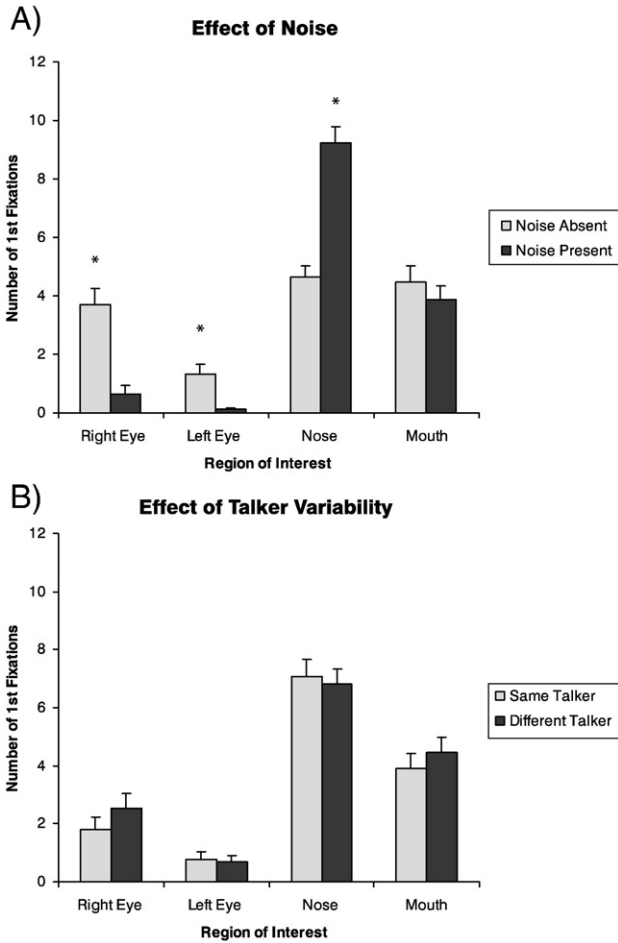 A)
Effect of Noise
12
10
8
6
4
2
0
Number of 1st Fixations
*
*
*
Right Eye
Left Eye
Nose
Mouth
Region of Interest
Noise Absent
Noise Present
B)
Effect of Talker Variability
12
10
8
6
4
2
0
Number of 1st Fixations
Right Eye
Left Eye
Nose
Mouth
Region of Interest
Same Talker
Different Talker